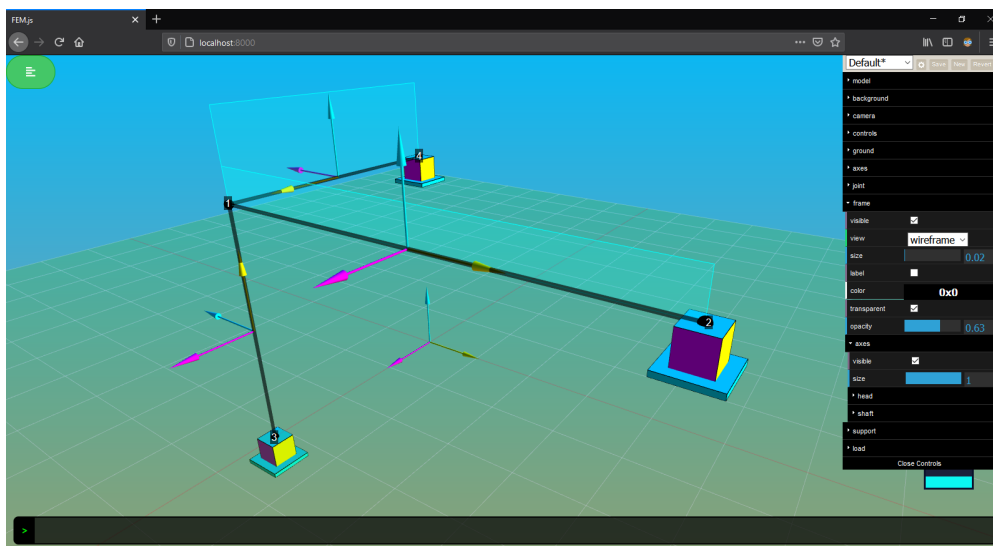 FEM.js
localhost:8000
Default*
Save New Revert
model
background
camera
controls
ground
axes
joint
frame
visible
view wireframe
size 0.02
label
color 0x0
transparent
opacity 0.63
axes
visible
size 1
head
shaft
support
load
Close Controls
4
1
2
3
>